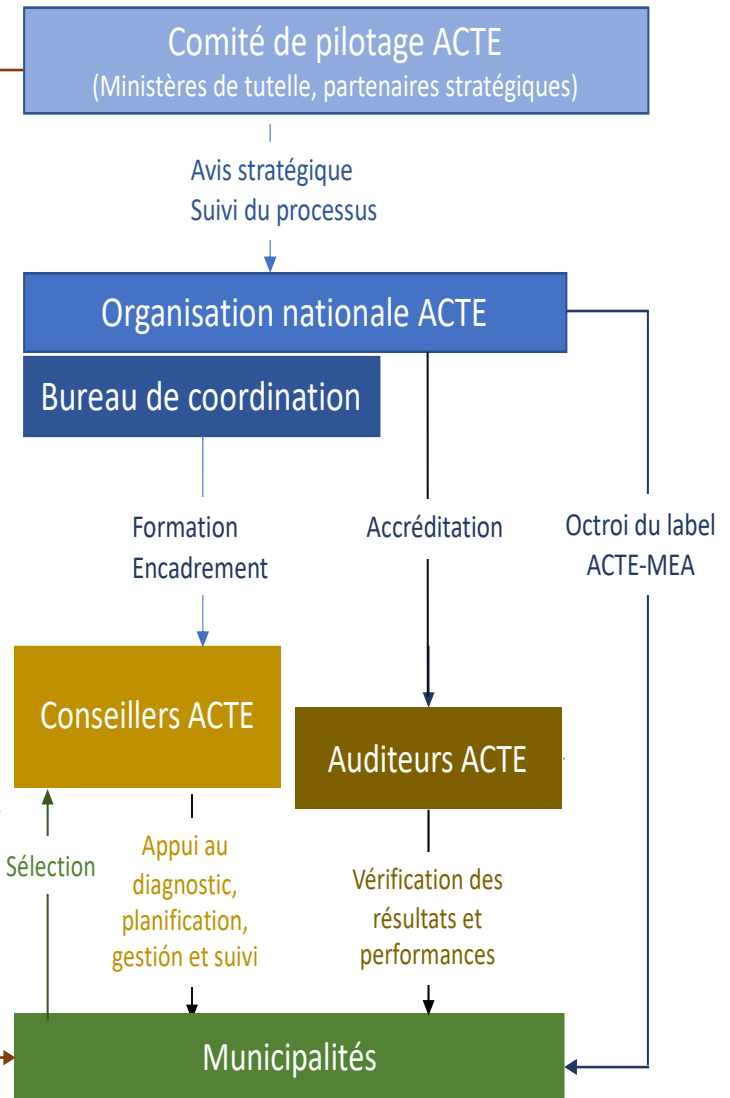 Comité de pilotage ACTE
(Ministères de tutelle, partenaires stratégiques)
Avis stratégique
Suivi du processus
Organisation nationale ACTE
Bureau de coordination
Formation
Encadrement
Accréditation
Octroi du label
ACTE-MEA
Conseillers ACTE
Auditeurs ACTE
Sélection
Appui au
diagnostic,
planification,
gestión et suivi
Vérification des
résultats et
performances
Municipalités